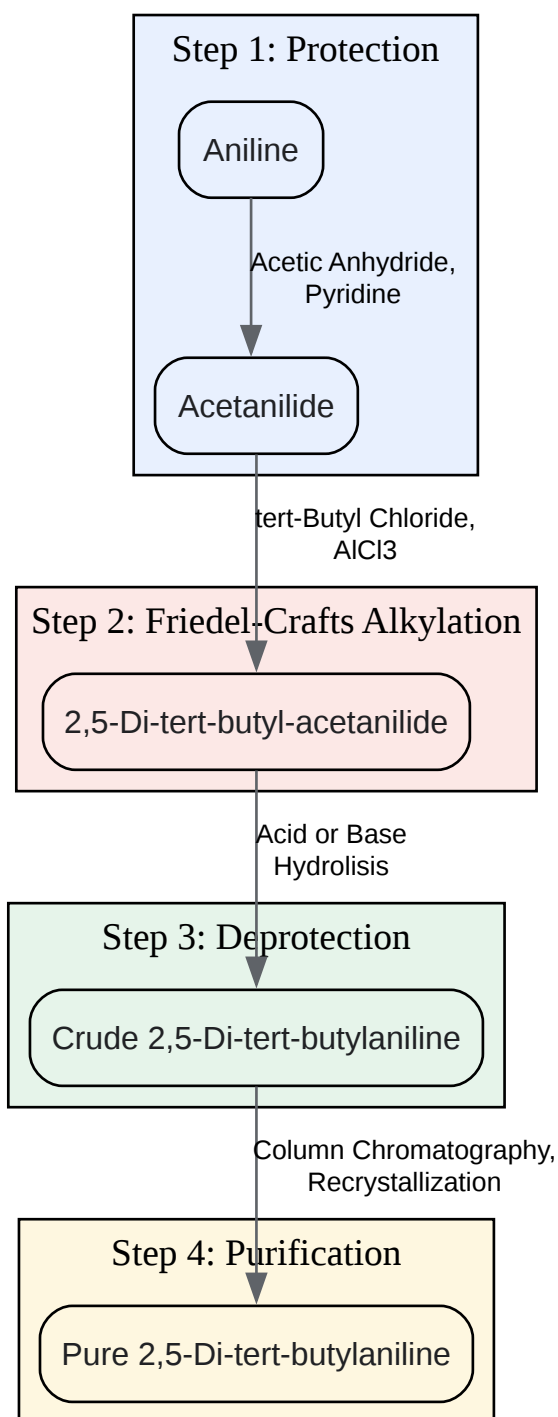 Step 1: Protection
Aniline
Acetic Anhydride,
Pyridine
Acetanilide
tert-Butyl Chloride,
AlCl3
Step 2: Friedel-Crafts Alkylation
2,5-Di-tert-butyl-acetanilide
Acid or Base
Hydrolisis
Step 3: Deprotection
Crude 2,5-Di-tert-butylaniline
Column Chromatography,
Recrystallization
Step 4: Purification
Pure 2,5-Di-tert-butylaniline